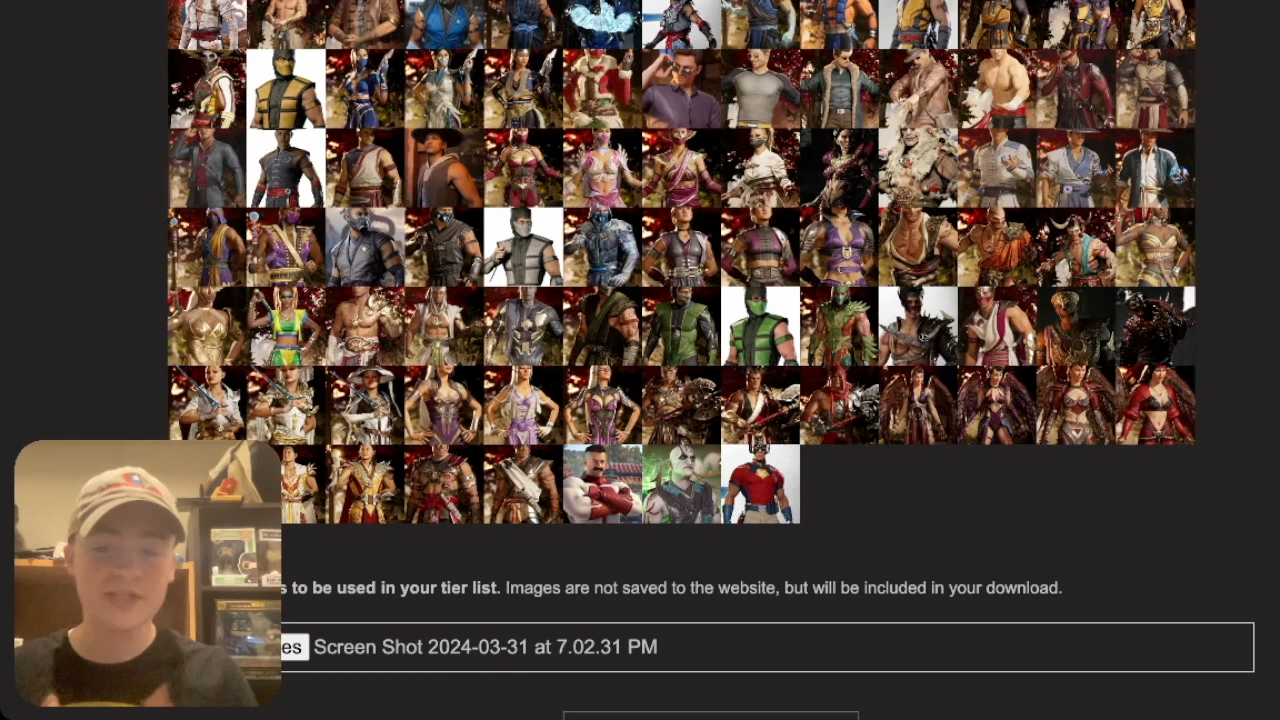 s to be used in your tier list. Images are not saved to the website, but will be included in your download.
es Screen Shot 2024-03-31 at 7.02.31 PM